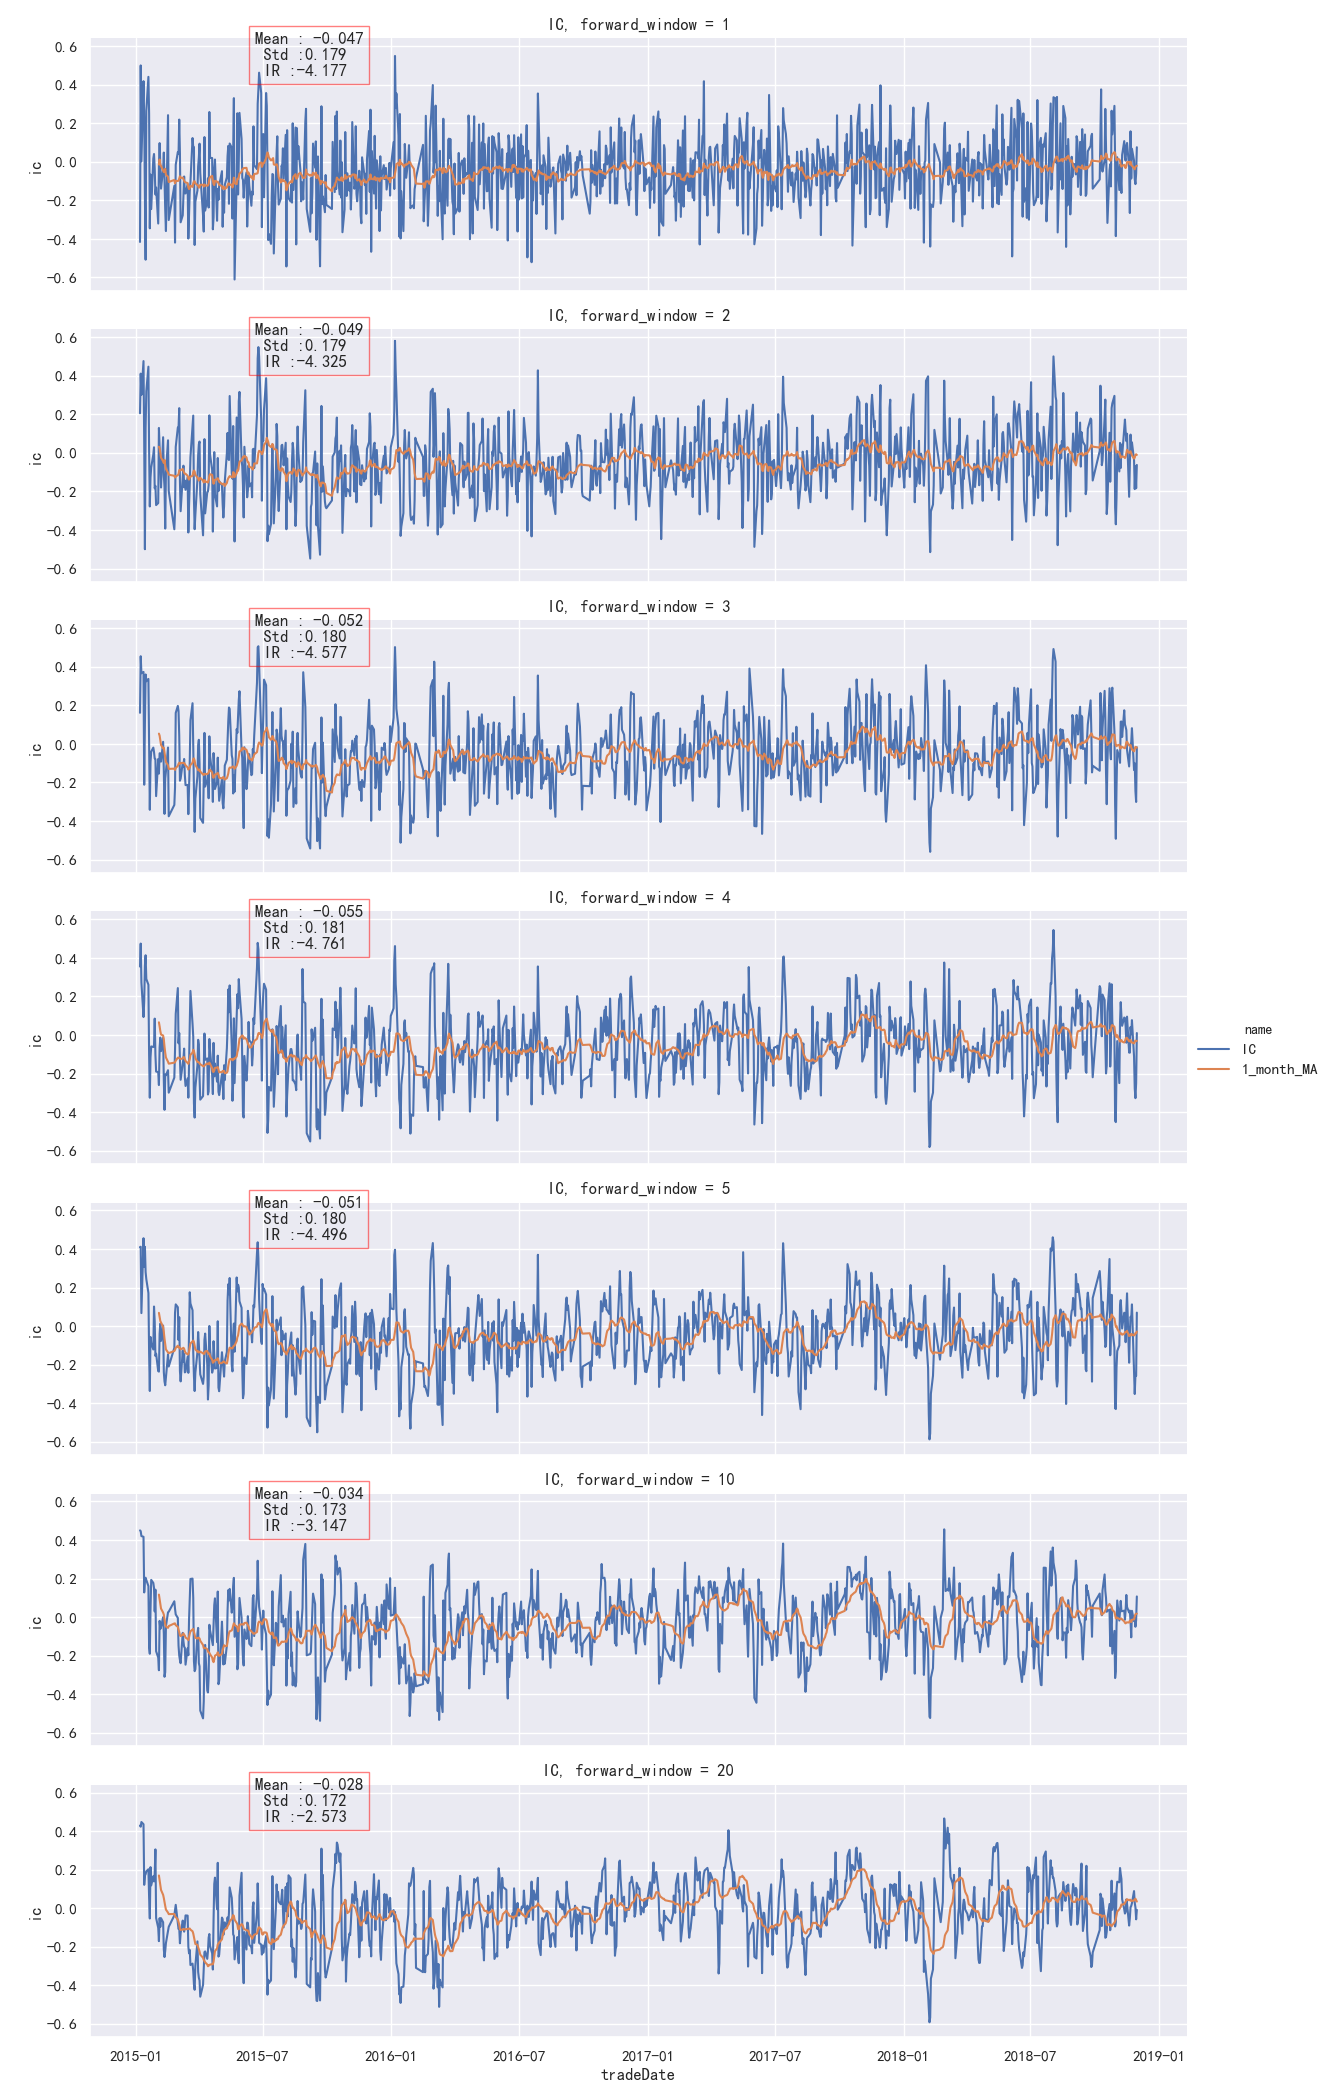 IC, forward_window = 1
Mean : -0.047
Std :0.179
IR :-4.177
0.6
0.4
0.2
0.0
-0.2
-0.4
-0.6
ic
IC, forward_window = 2
Mean : -0.049
Std :0.179
IR :-4.325
0.6
0.4
0.2
0.0
-0.2
-0.4
-0.6
ic
IC, forward_window = 3
Mean : -0.052
Std :0.180
IR :-4.577
0.6
0.4
0.2
0.0
-0.2
-0.4
-0.6
ic
IC, forward_window = 4
Mean : -0.055
Std :0.181
IR :-4.761
0.6
0.4
0.2
0.0
-0.2
-0.4
-0.6
ic
name
IC
1_month_MA
IC, forward_window = 5
Mean : -0.051
Std :0.180
IR :-4.496
0.6
0.4
0.2
0.0
-0.2
-0.4
-0.6
ic
IC, forward_window = 10
Mean : -0.034
Std :0.173
IR :-3.147
0.6
0.4
0.2
0.0
-0.2
-0.4
-0.6
ic
IC, forward_window = 20
Mean : -0.028
Std :0.172
IR :-2.573
0.6
0.4
0.2
0.0
-0.2
-0.4
-0.6
ic
2015-01 2015-07 2016-01 2016-07 2017-01 2017-07 2018-01 2018-07 2019-01
tradeDate